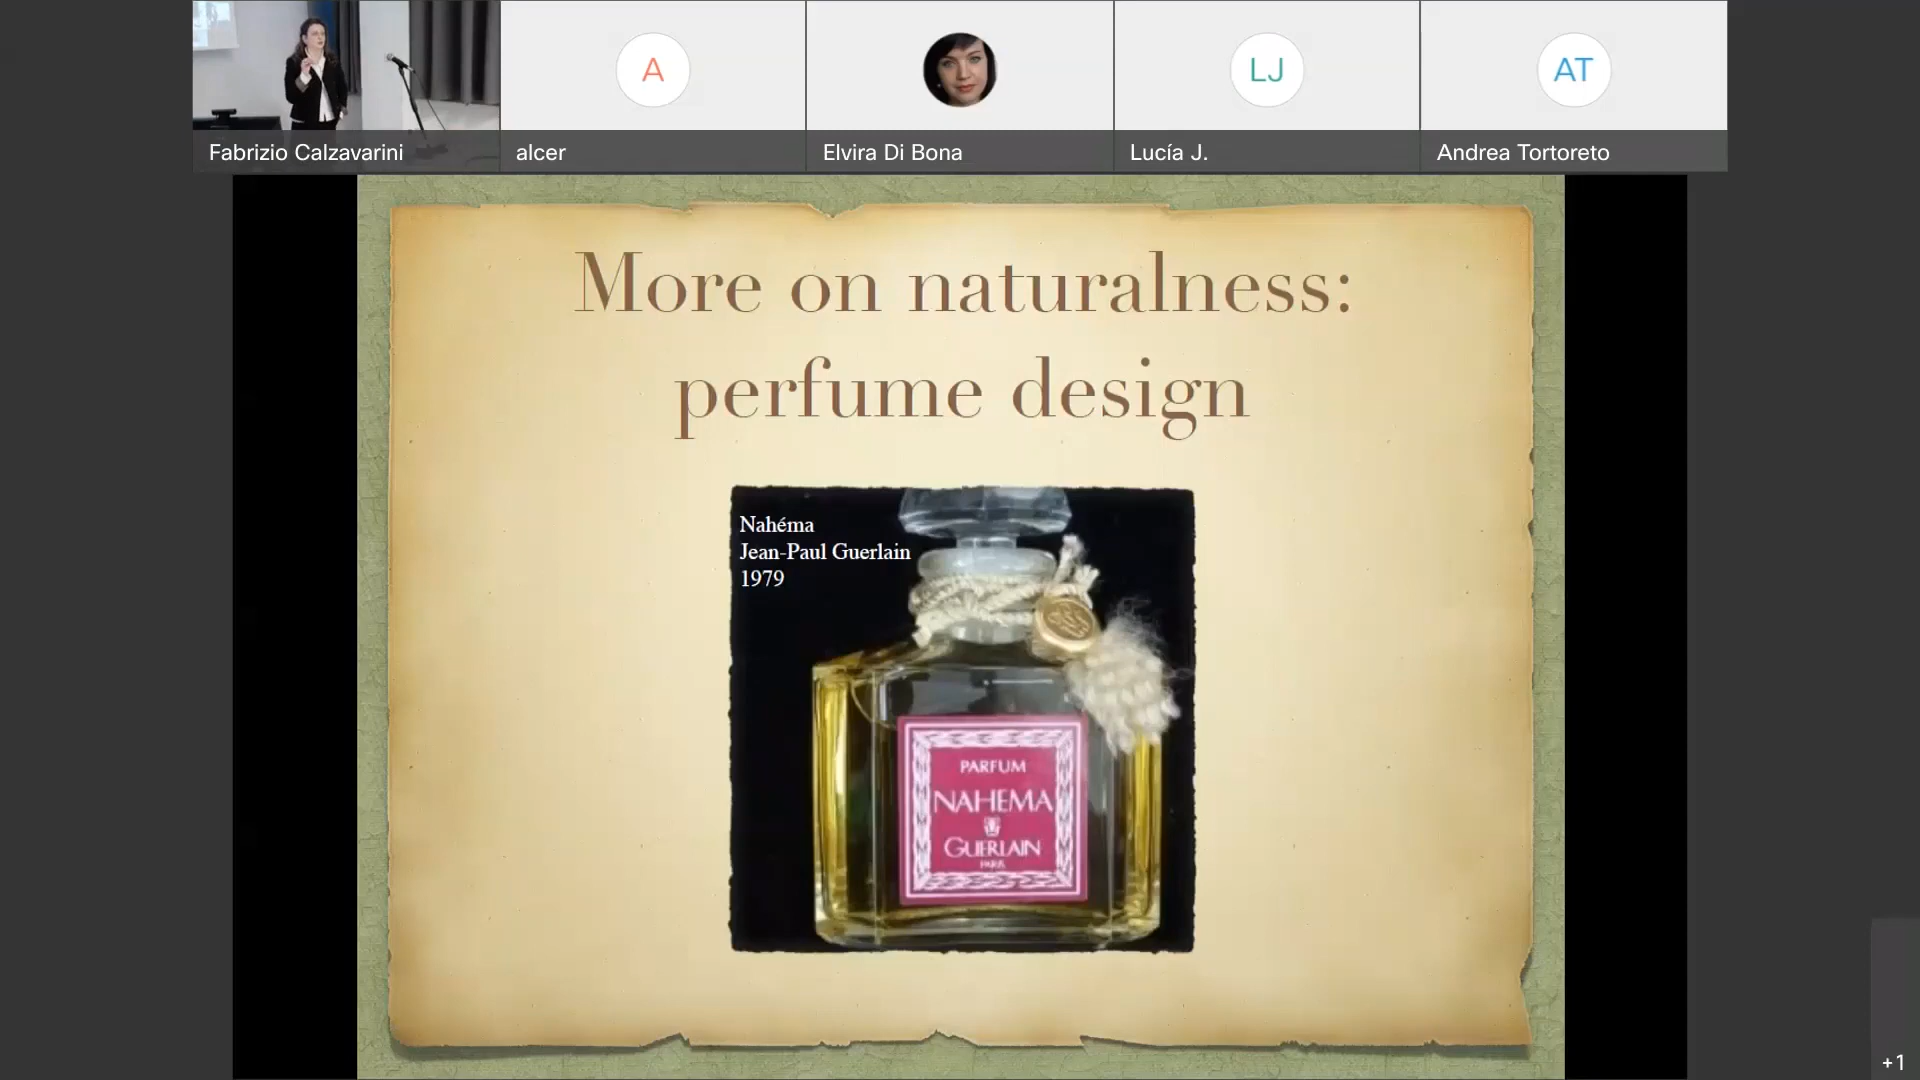 A
LJ
AT
Fabrizio Calzavarini
alcer
Elvira Di Bona
Lucía J.
Andrea Tortoreto
More on naturalness:
perfume design
Nahéma
Jean-Paul Guerlain
1979
PARFUM
NAHEMA
GUERLAIN
PARIS
+1